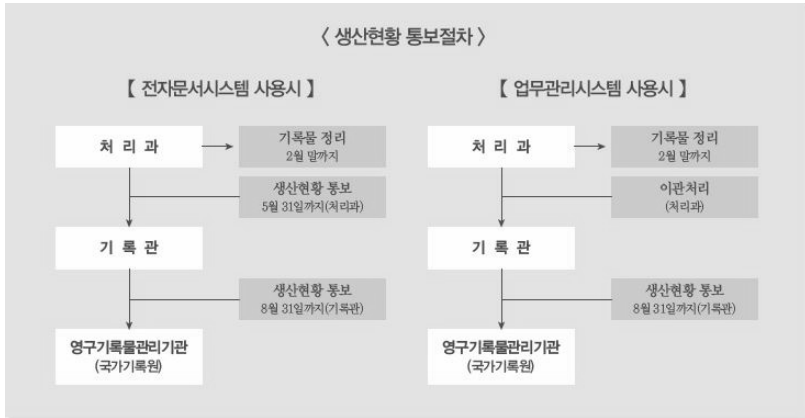 〈 생산현황 통보절차 〉
【 전자문서시스템 사용시 】
처 리 과
기록물 정리
2월 말까지
생산현황 통보
5월 31일까지(처리과)
기 록 관
생산현황 통보
8월 31일까지(기록관)
영구기록물관리기관
(국가기록원)
【 업무관리시스템 사용시 】
처 리 과
기록물 정리
2월 말까지
이관처리
(처리과)
기 록 관
생산현황 통보
8월 31일까지(기록관)
영구기록물관리기관
(국가기록원)